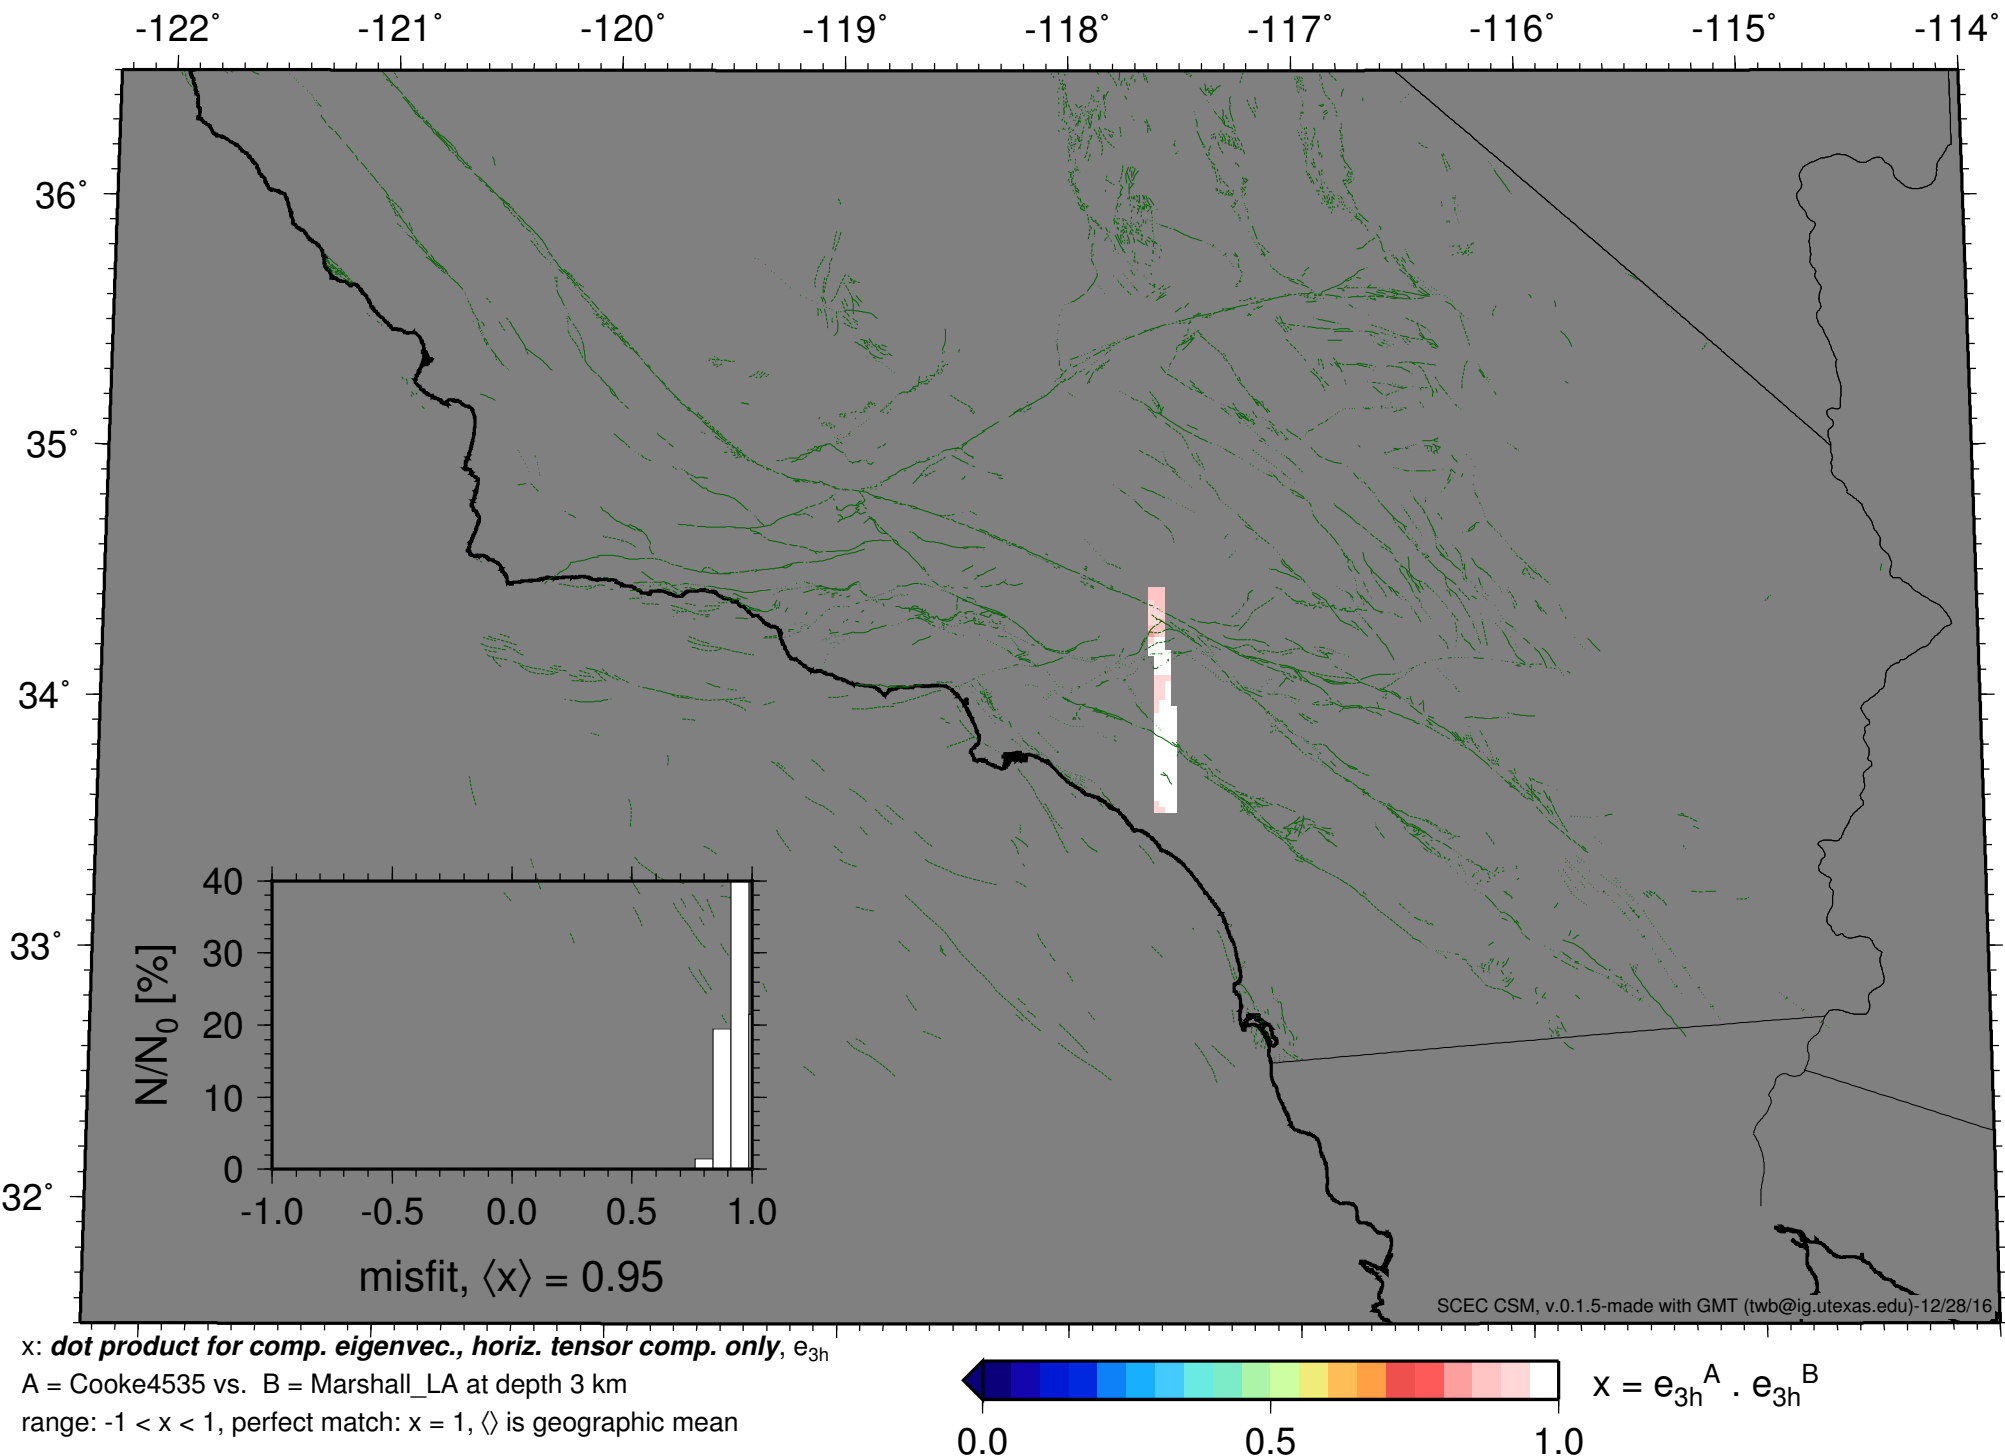 -122° -121° -120° -119° -118° -117° -116° -115° -114°
36°
35°
34°
33°
32°
40
30
20
10
0
N/N0 [%]
-1.0 -0.5 0.0 0.5 1.0
misfit, ⟨x⟩ = 0.95
SCEC CSM, v.0.1.5-made with GMT (twb@ig.utexas.edu)-12/28/16
x: dot product for comp. eigenvec., horiz. tensor comp. only, e3h
A = Cooke4535 vs. B = Marshall_LA at depth 3 km
range: -1 < x < 1, perfect match: x = 1, ⟨⟩ is geographic mean
0.0 0.5 1.0
x = e3hA . e3hB